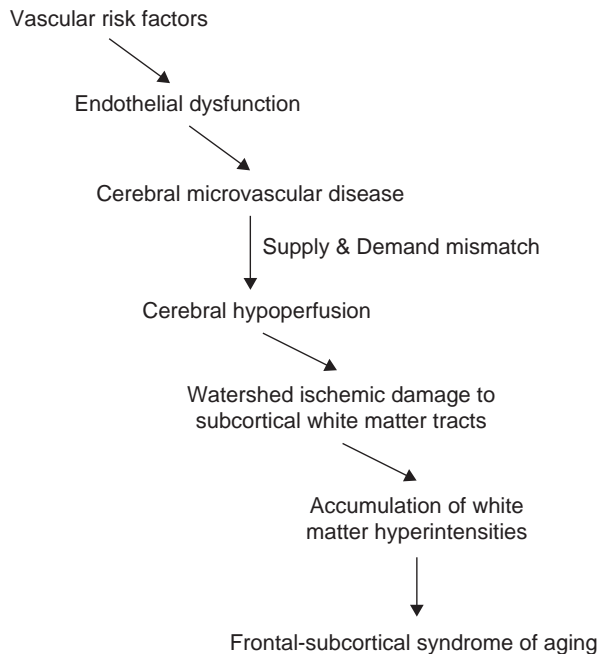 Vascular risk factors
Endothelial dysfunction
Cerebral microvascular disease
Supply & Demand mismatch
Cerebral hypoperfusion
Watershed ischemic damage to
subcortical white matter tracts
Accumulation of white
matter hyperintensities
Frontal-subcortical syndrome of aging